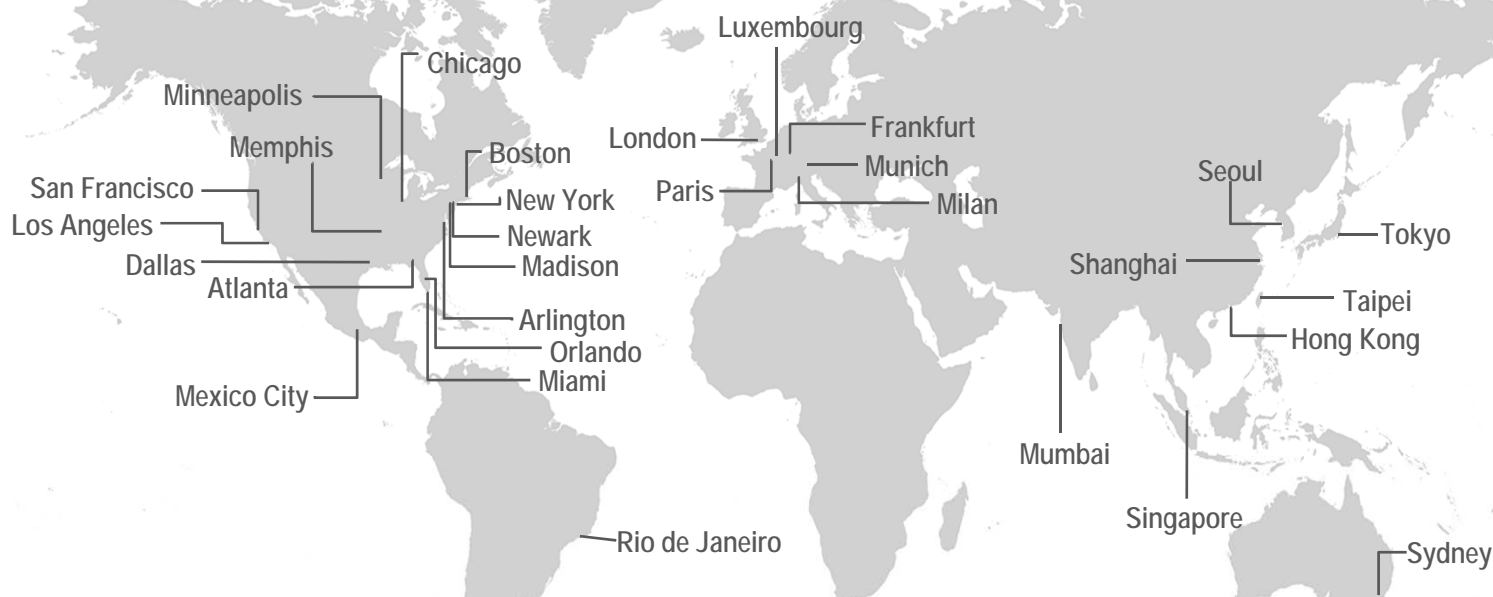 Luxembourg
Chicago
Minneapolis
Memphis
Boston
London
Frankfurt
Munich
Paris
Milan
Seoul
San Francisco
New York
Los Angeles
Newark
Tokyo
Dallas
Madison
Shanghai
Atlanta
Taipei
Arlington
Hong Kong
Orlando
Miami
Mexico City
Mumbai
Singapore
Rio de Janeiro
Sydney